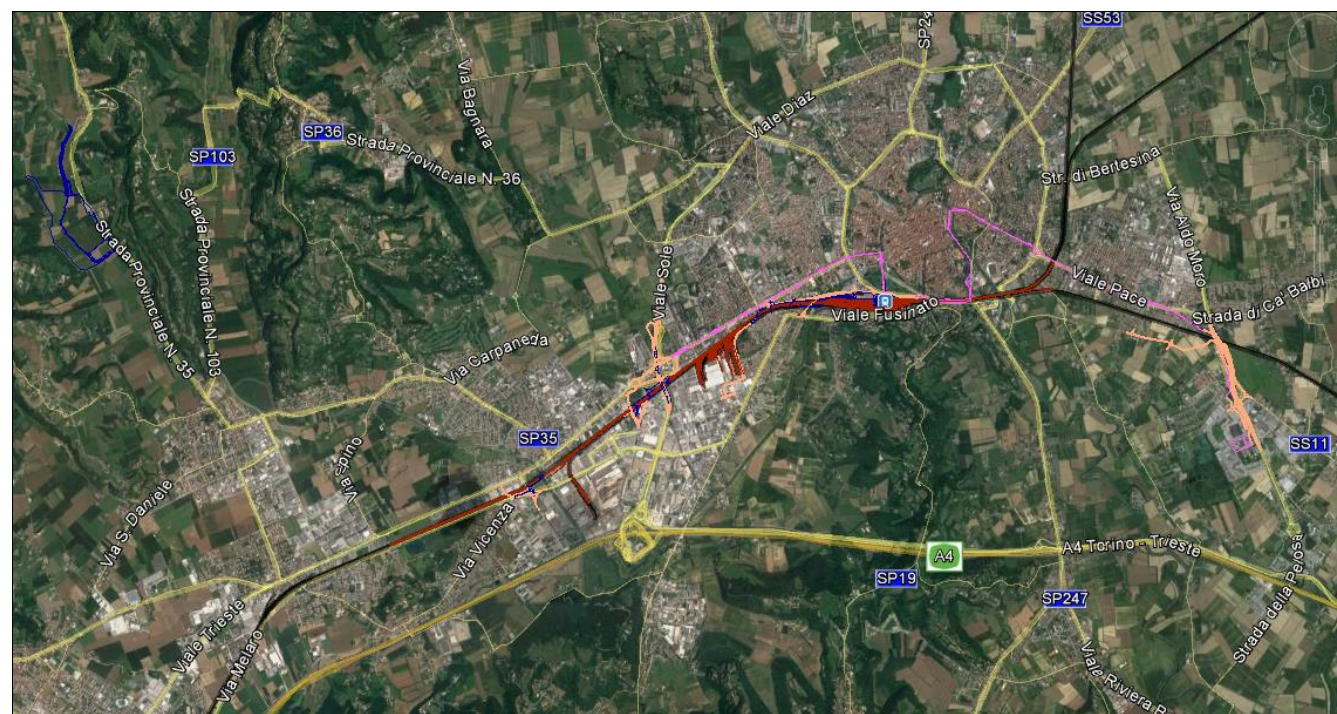 SS53
SP24
Via Bagnara
Viale Diaz
SP36
Strada Provinciale N. 36
SP103
Str. di Bertesina
Via Aldo Moro
Strada Provinciale N. 35
Strada Provinciale N. 103
Viale Sole
Viale Pace
Strada di Ca' Balbi
Viale Fusinato
Via Carpaneda
SP35
SS11
Via Spino
Via S. Daniele
Via Vicenza
A4
A4 Torino - Trieste
SP19
SP247
Strada della Pelosa
Viale Trieste
Via Melaro
Viale Riviera B